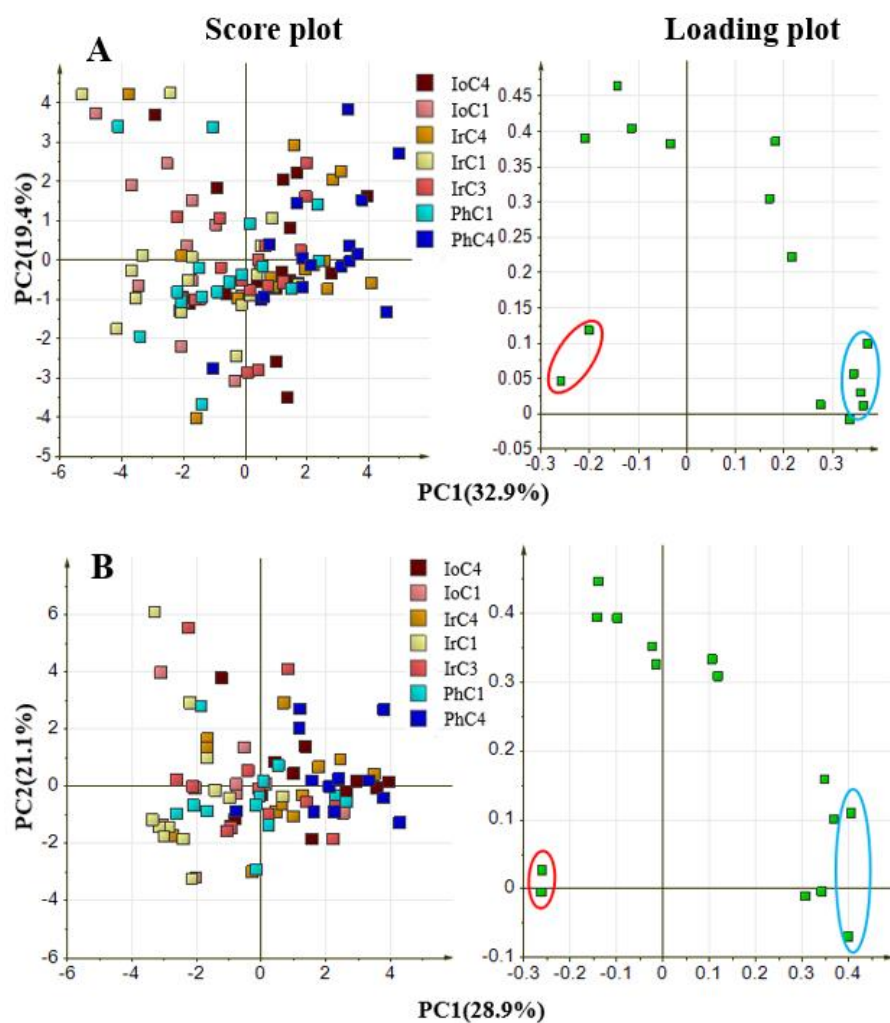 Score plot
Loading plot
A
IoC4
IoC1
IrC4
IrC1
IrC3
PhC1
PhC4
PC2(19.4%)
4
3
2
1
0
-1
-2
-3
-4
-5
-6
-4
-2
0
2
4
0.45
0.4
0.35
0.3
0.25
0.2
0.15
0.1
0.05
0
-0.05
-0.3
-0.2
-0.1
0
0.1
0.2
0.3
PC1(32.9%)
B
IoC4
IoC1
IrC4
IrC1
IrC3
PhC1
PhC4
PC2(21.1%)
6
4
2
0
-2
-4
-6
-6
-4
-2
0
2
4
0.4
0.3
0.2
0.1
0
-0.1
-0.3
-0.2
-0.1
0
0.1
0.2
0.3
0.4
PC1(28.9%)